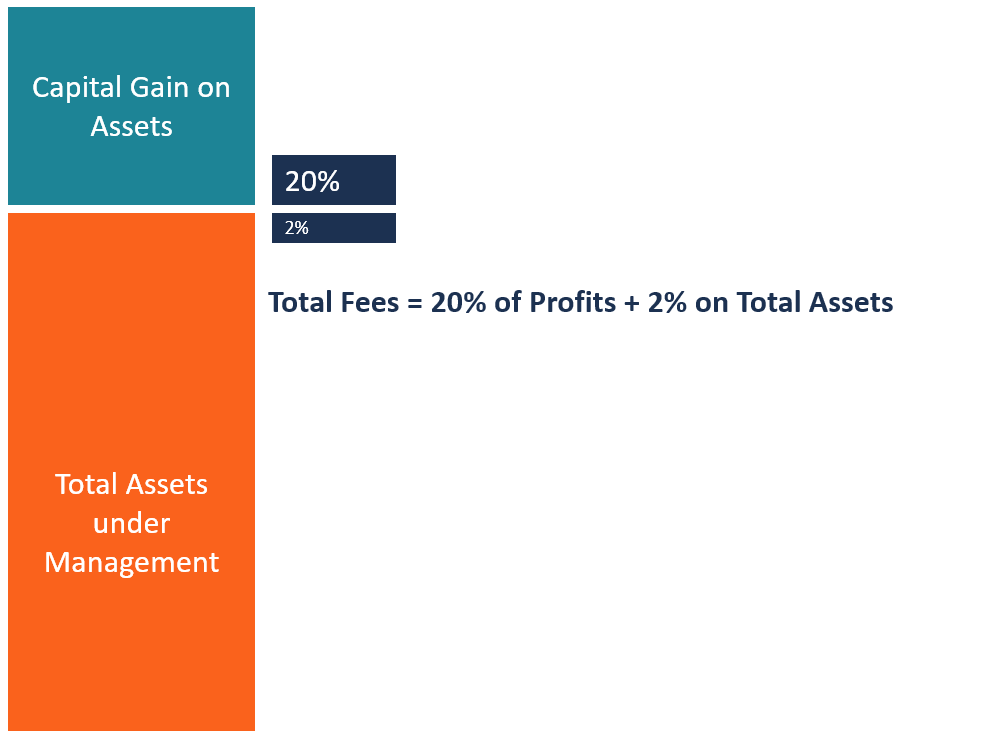 Capital Gain on
Assets
20%
2%
Total Fees = 20% of Profits + 2% on Total Assets
Total Assets
under
Management